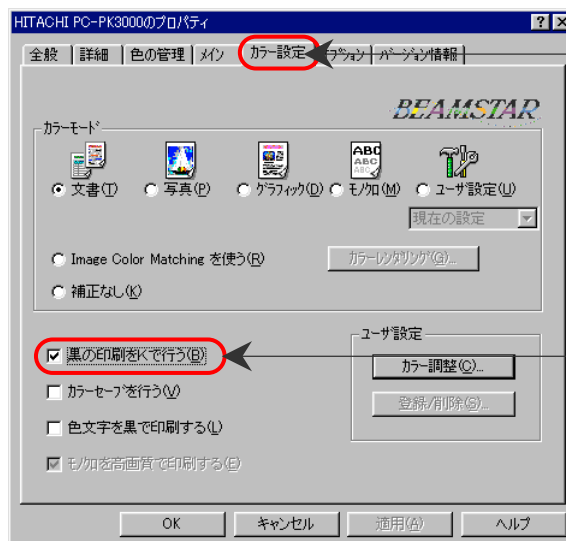 HITACHI PC-PK3000のプロパティ
全般 詳細 色の管理 メイン カラー設定 オプション バージョン情報
BEAMSTAR
カラーモード
ABC
ABC
ABC
文書(T) 写真(P) グラフィック(D) モノクロ(M) ユーザ設定(U)
現在の設定
Image Color Matching を使う(R) カラーレンダリング(G)...
補正なし(K)
ユーザ設定
黒の印刷をKで行う(B)
カラー調整(C)...
カラーセーブを行う(V)
登録/削除(S)...
色文字を黒で印刷する(L)
モノクロを高画質で印刷する(E)
OK キャンセル 適用(A) ヘルプ